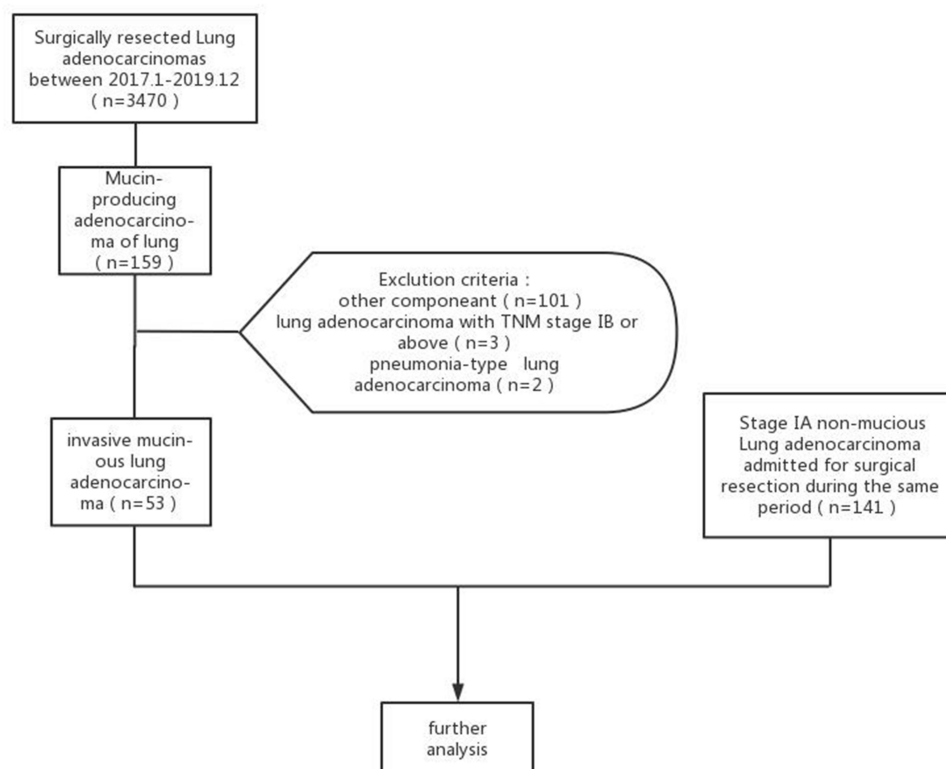 Surgically resected Lung
adenocarcinomas
between 2017.1-2019.12
( n=3470 )
Mucin-
producing
adenocarcino-
ma of lung
( n=159 )
Exclution criteria :
other componeant ( n=101 )
lung adenocarcinoma with TNM stage IB or
above ( n=3 )
pneumonia-type lung
adenocarcinoma ( n=2 )
invasive mucin-
ous lung
adenocarcino-
ma ( n=53 )
Stage IA non-mucious
Lung adenocarcinoma
admitted for surgical
resection during the same
period ( n=141 )
further
analysis